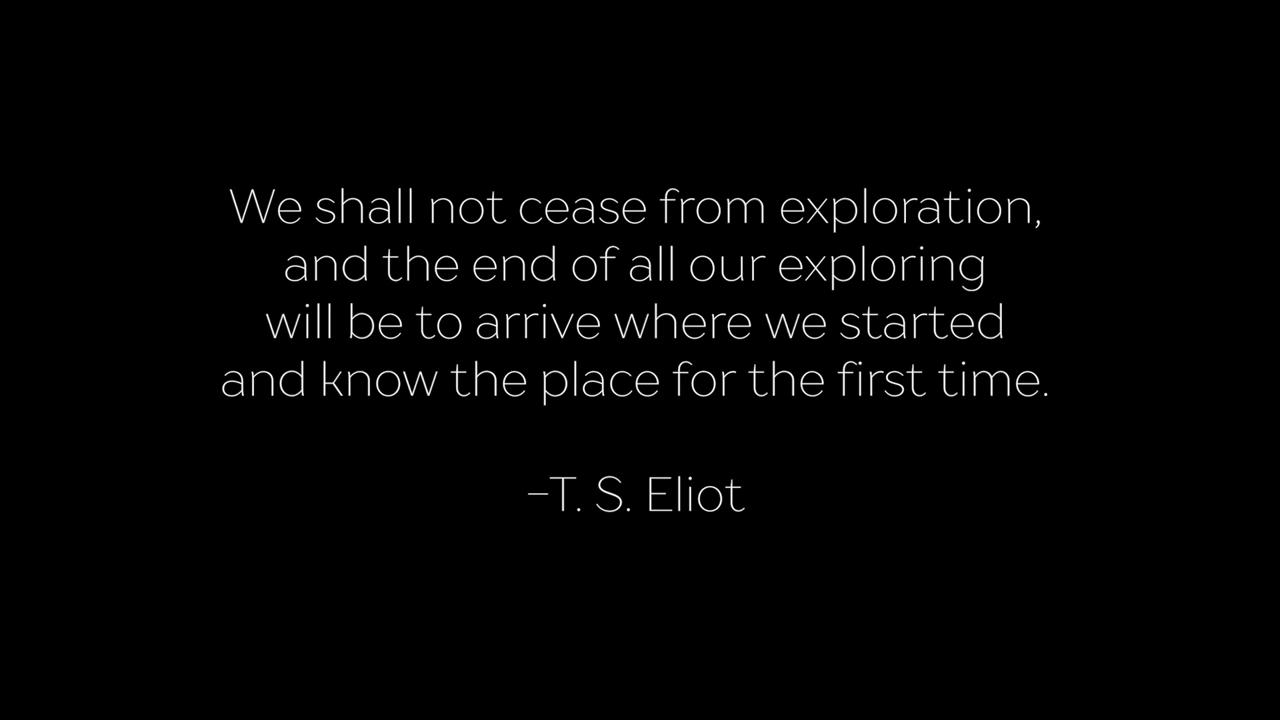 We shall not cease from exploration,
and the end of all our exploring
will be to arrive where we started
and know the place for the first time.
–T. S. Eliot